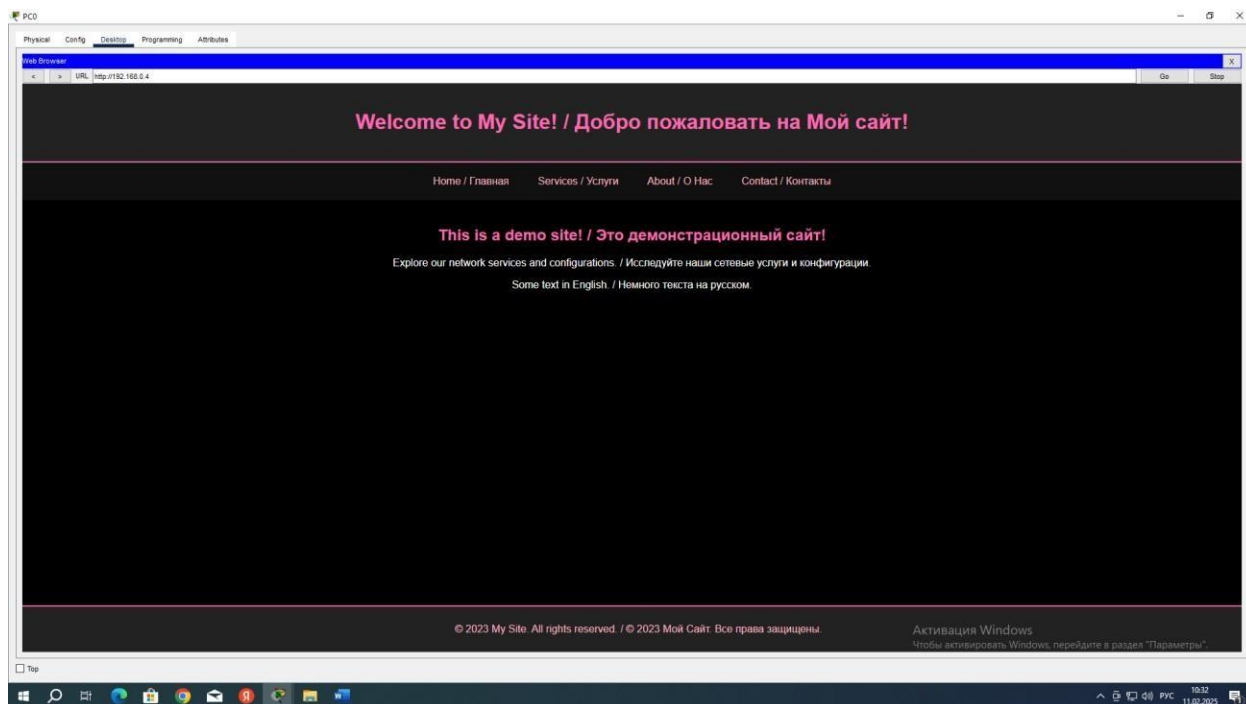 PC0
Physical Config Desktop Programming Attributes
Web Browser
X
< > URL http://192.168.0.4 Go Stop
Welcome to My Site! / Добро пожаловать на Мой сайт!
Home / Главная Services / Услуги About / О Нас Contact / Контакты
This is a demo site! / Это демонстрационный сайт!
Explore our network services and configurations. / Исследуйте наши сетевые услуги и конфигурации.
Some text in English. / Немного текста на русском.
© 2023 My Site. All rights reserved. / © 2023 Мой Сайт. Все права защищены.
Активация Windows
Чтобы активировать Windows, перейдите в раздел "Параметры".
Top
РУС
10:32
11.02.2025